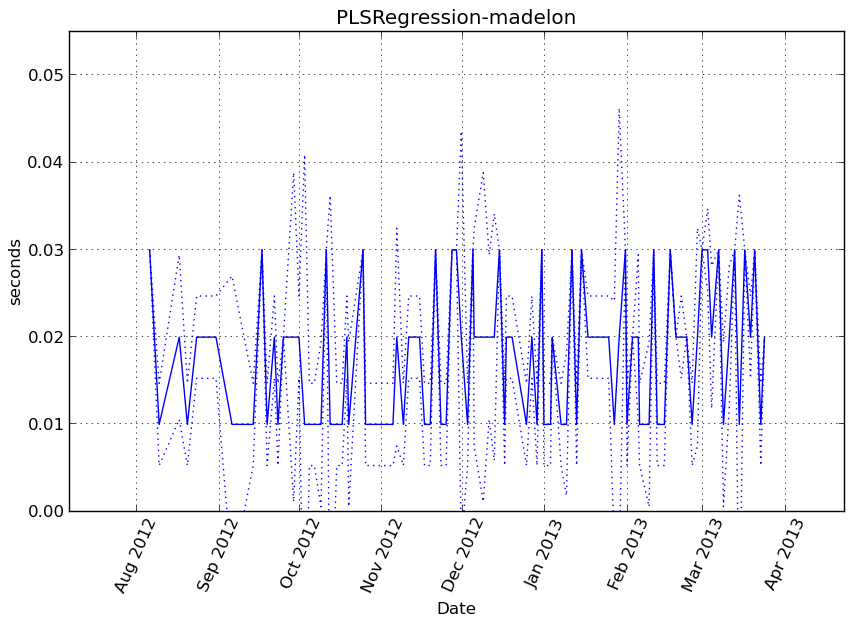 PLSRegression-madelon
0.05
0.04
0.03
0.02
0.01
0.00
seconds
Aug 2012
Sep 2012
Oct 2012
Nov 2012
Dec 2012
Jan 2013
Feb 2013
Mar 2013
Apr 2013
Date